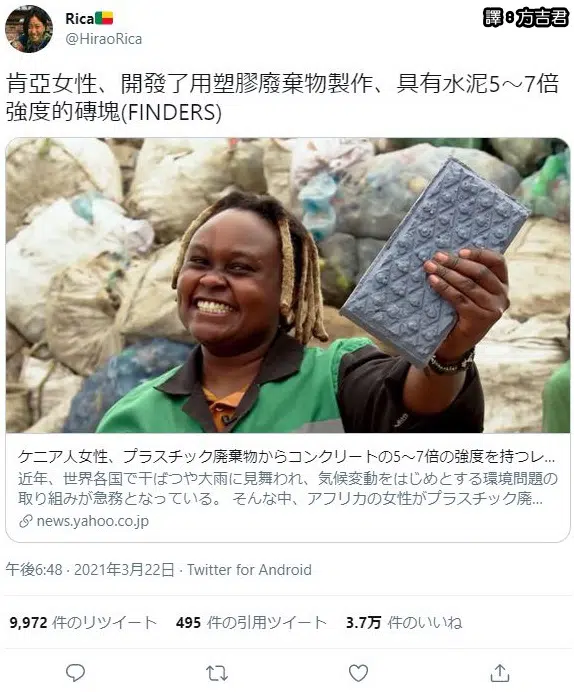 Rica
譯@方吉君
@HiraoRica
肯亞女性、開發了用塑膠廢棄物製作、具有水泥5～7倍
強度的磚塊(FINDERS)
ケニア人女性、プラスチック廃棄物からコンクリートの5～7倍の強度を持つレ...
近年、世界各国で干ばつや大雨に見舞われ、気候変動をはじめとする環境問題の
取り組みが急務となっている。 そんな中、アフリカの女性がプラスチック廃...
news.yahoo.co.jp
午後6:48 · 2021年3月22日 · Twitter for Android
9,972 件のリツイート 495 件の引用ツイート 3.7万 件のいいね